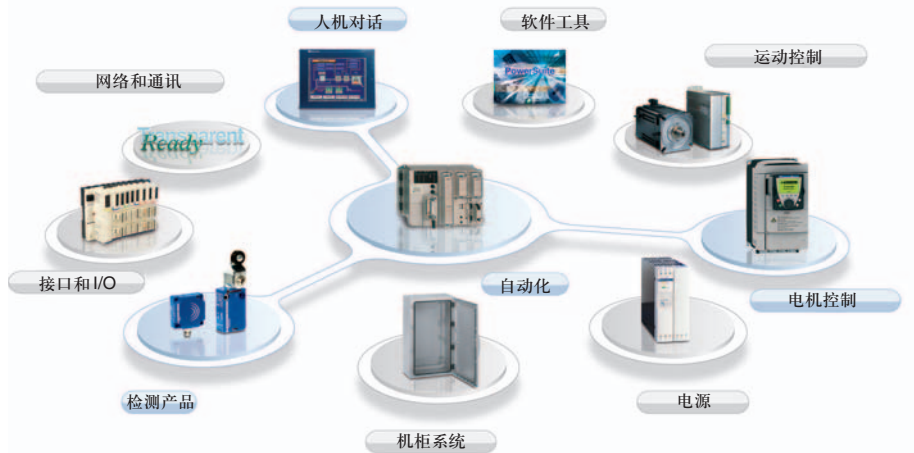 人机对话
软件工具
运动控制
网络和通讯
PowerSuite
Transparent
Ready
接口和I/O
自动化
电机控制
检测产品
电源
机柜系统